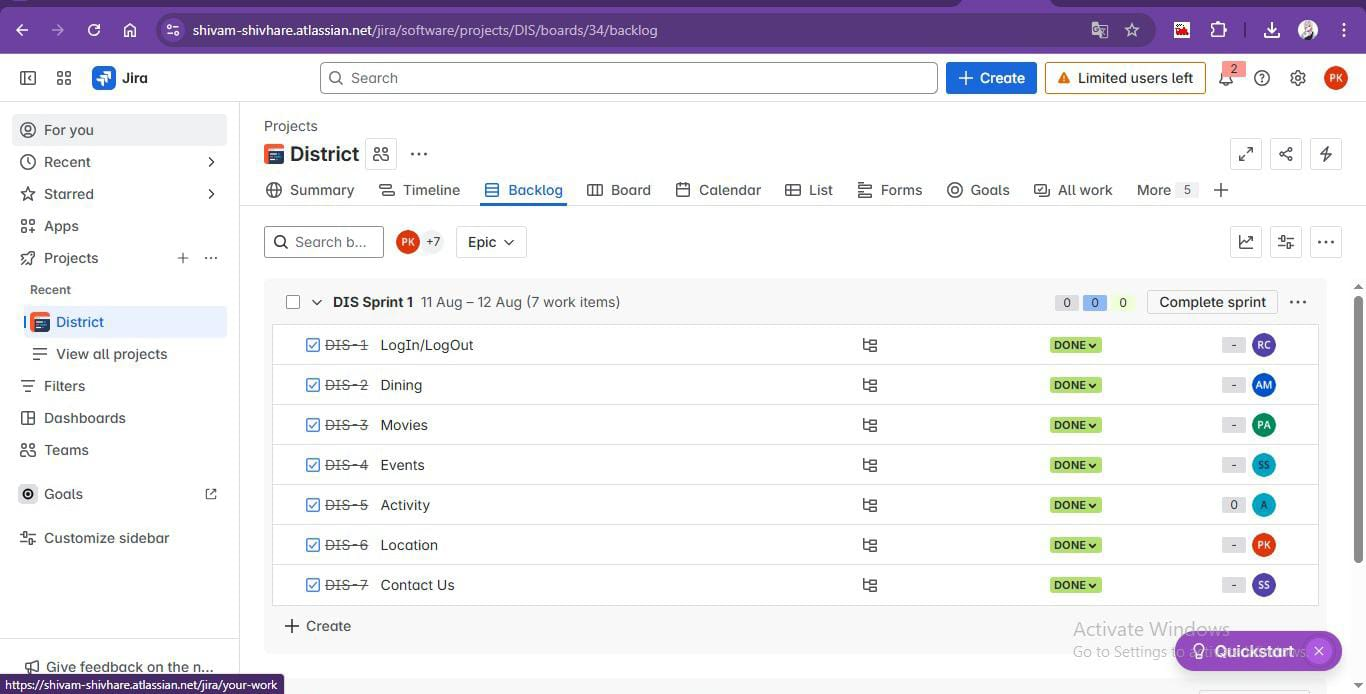 shivam-shivhare.atlassian.net/jira/software/projects/DIS/boards/34/backlog
Jira
Search
Create
Limited users left
2
PK
For you
Recent
Starred
Apps
Projects
Recent
District
View all projects
Filters
Dashboards
Teams
Goals
Customize sidebar
Give feedback on the n...
https://shivam-shivhare.atlassian.net/jira/your-work
Projects
District
Summary Timeline Backlog Board Calendar List Forms Goals All work More 5
Search b... PK +7 Epic
DIS Sprint 1 11 Aug – 12 Aug (7 work items) 0 0 0 Complete sprint
DIS-1 LogIn/LogOut DONE - RC
DIS-2 Dining DONE - AM
DIS-3 Movies DONE - PA
DIS-4 Events DONE - SS
DIS-5 Activity DONE 0 A
DIS-6 Location DONE - PK
DIS-7 Contact Us DONE - SS
Create
Activate Windows
Go to Settings to
Quickstart